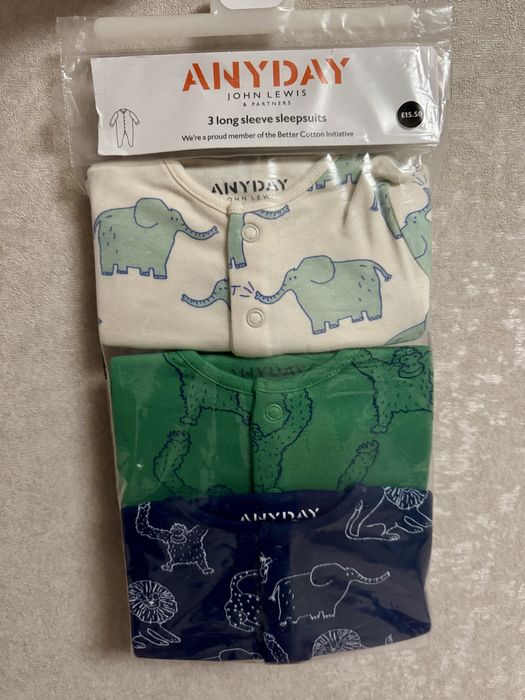 ANYDAY
JOHN LEWIS
& PARTNERS
3 long sleeve sleepsuits
£15.50
We're a proud member of the Better Cotton Initiative
ANYDAY
JOHN LEWIS
ANYDAY
ANYDAY